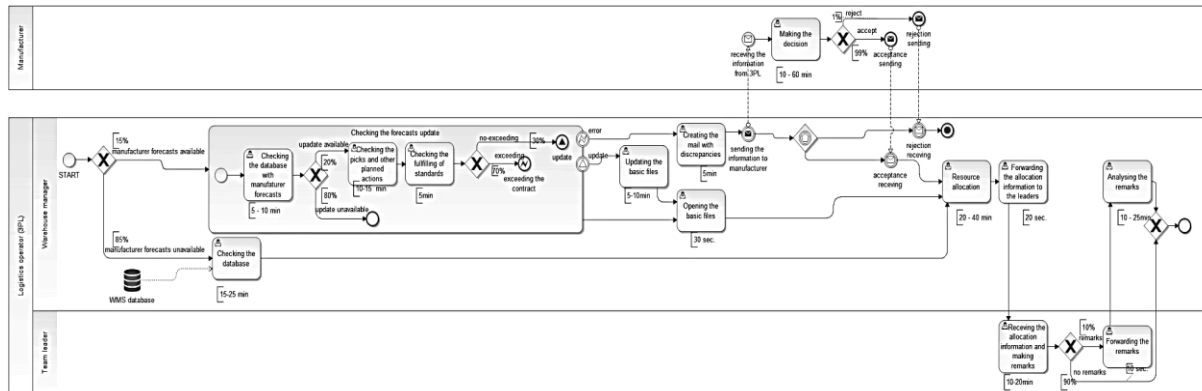 Manufacturer
receving the
information
from 3PL
Making the
decision
10 - 60 min
1%
reject
accept
99%
rejection
sending
acceptance
sending
Logistics operator (3PL)
Warehouse manager
START
15%
manufacturer forecasts available
85%
manufacturer forecasts unavailable
WMS database
Checking the
database
15-25 min
Checking the forecasts update
Checking
the database
with
manufaturer
forecasts
5 - 10 min
update available
20%
80%
update unavailable
Checking the
picks and other
planned
actions
10-15 min
Checking the
fulfilling of
standards
5min
no-exceeding
30%
update
exceeding
70%
exceeding
the contract
error
update
Updating the
basic files
5-10min
Creating the
mail with
discrepancies
5min
Opening the
basic files
30 sec.
sending the
information to
manufacturer
rejection
receving
acceptance
receving
Resource
allocation
20 - 40 min
Forwarding
the allocation
information to
the leaders
20 sec.
Analysing the
remarks
10 - 25min
Team leader
Receving the
allocation
information and
making
remarks
10-20min
10%
remarks
no remarks
90%
Forwarding the
remarks
sec.